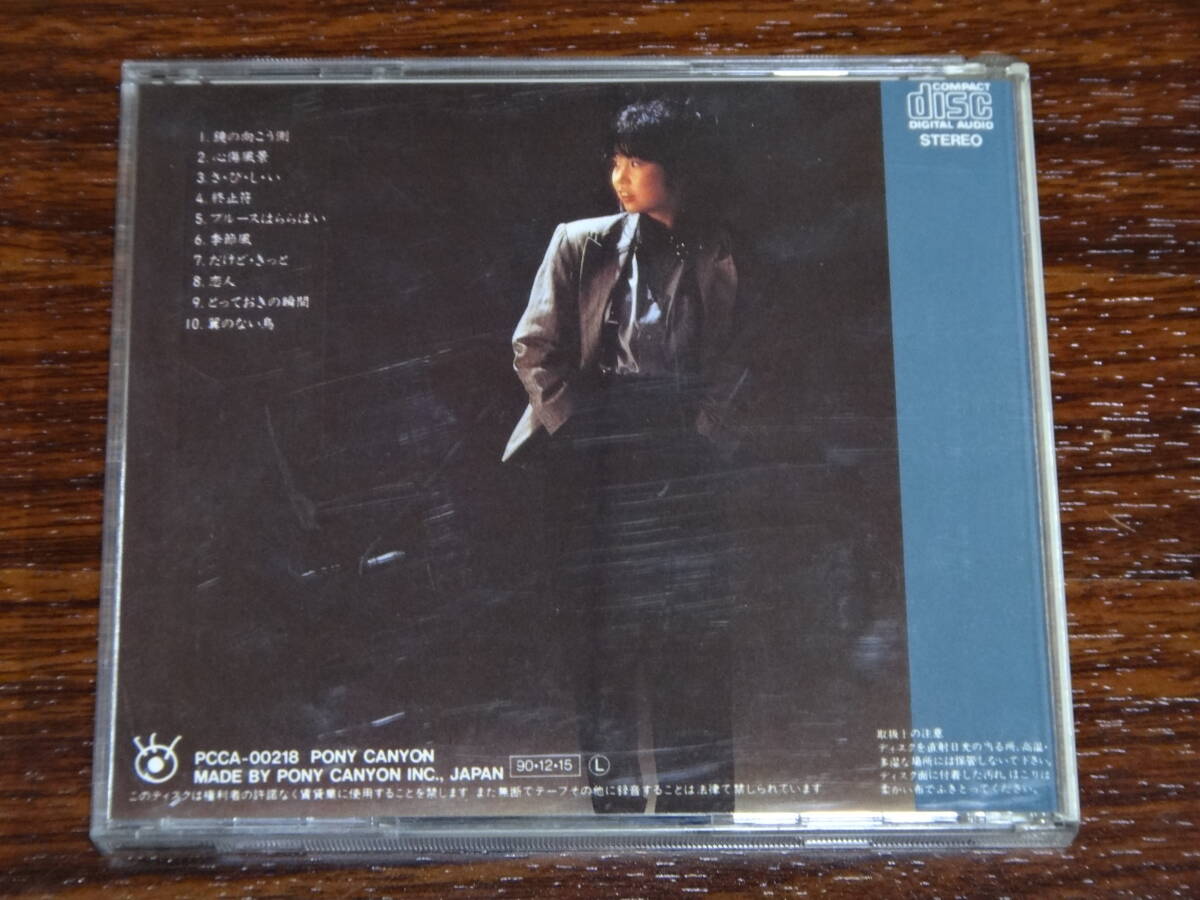 1. 鏡の向こう側
2. 心傷風景
3. さ・び・し・い
4. 終止符
5. ブルースはららばい
6. 季節風
7. だけど・きっと
8. 恋人
9. とっておきの瞬間
10. 翼のない鳥
COMPACT
disc
DIGITAL AUDIO
STEREO
PCCA-00218 PONY CANYON
MADE BY PONY CANYON INC., JAPAN 90・12・15 L
このディスクは権利者の許諾なく賃貸業に使用することを禁します また無断でテープその他に録音することは法律で禁じられています
取扱上の注意
ディスクを直射日光の当る所、高温・
多湿な場所には保管しないで下さい。
ディスク面に付着した汚れ、ほこりは
柔かい布でふきとってください。